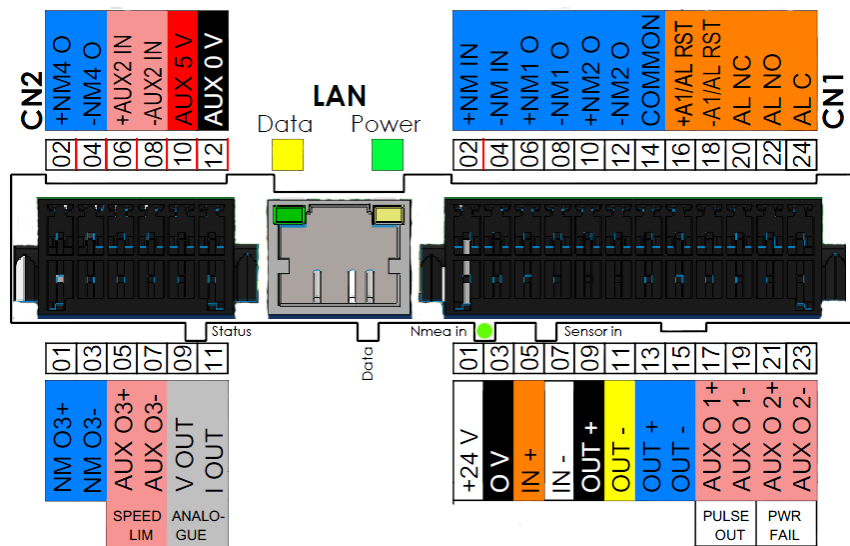 CN2
+NM4 O
-NM4 O
+AUX2 IN
-AUX2 IN
AUX 5 V
AUX 0 V
LAN
Data
Power
+NM IN
-NM IN
+NM1 O
-NM1 O
+NM2 O
-NM2 O
COMMON
+A1/AL RST
-A1/AL RST
AL NC
AL NO
AL C
CN1
02
04
06
08
10
12
02
04
06
08
10
12
14
16
18
20
22
24
Status
Data
Nmea in
Sensor in
01
03
05
07
09
11
01
03
05
07
09
11
13
15
17
19
21
23
NM O3+
NM O3-
AUX O3+
AUX O3-
V OUT
I OUT
+24 V
O V
IN +
IN -
OUT +
OUT -
OUT +
OUT -
AUX O 1+
AUX O 1-
AUX O 2+
AUX O 2-
SPEED
LIM
ANALO-
GUE
PULSE
OUT
PWR
FAIL